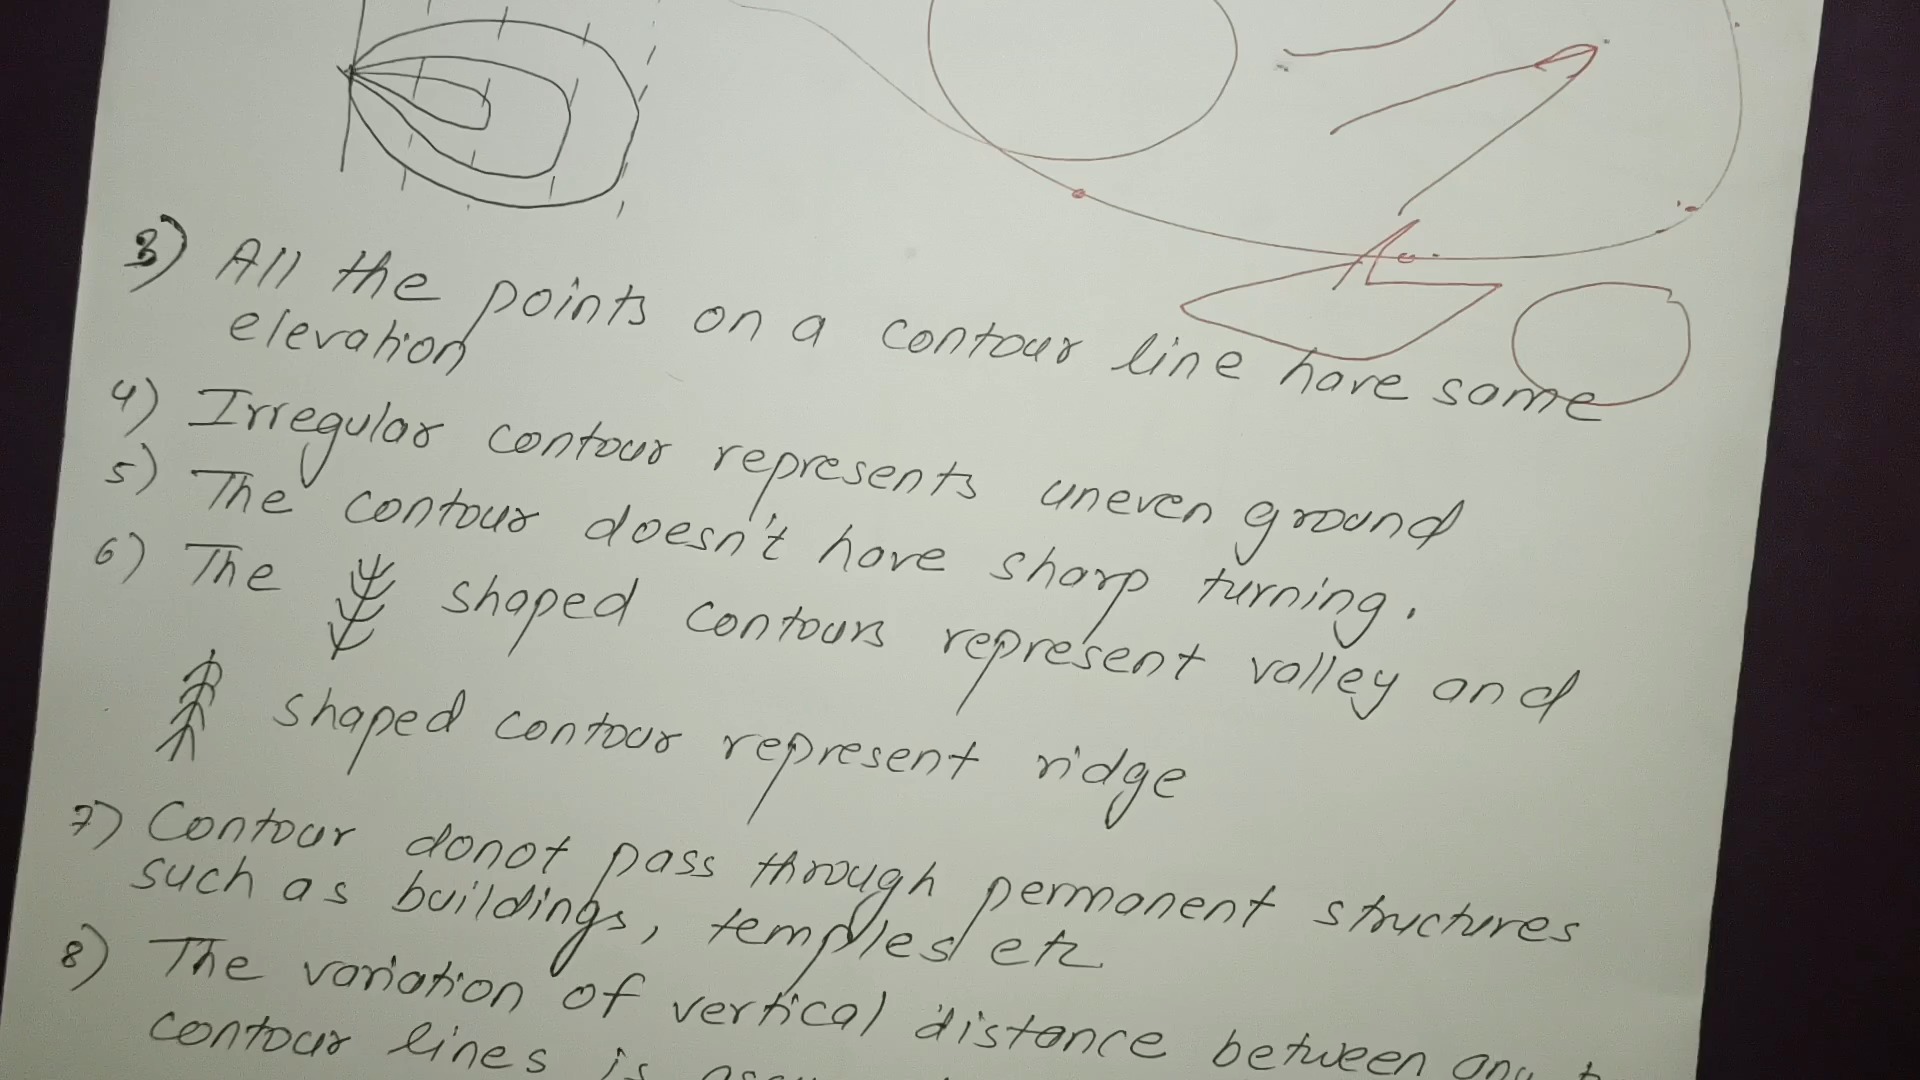 3) All the points on a contour line have same
elevation
4) Irregular contour represents uneven ground
5) The contour doesn't have sharp turning.
6) The shaped contours represent valley and
shaped contour represent ridge
7) Contour donot pass through permanent structures
such as buildings, temples etc
8) The variation of vertical distance between any
contour lines is